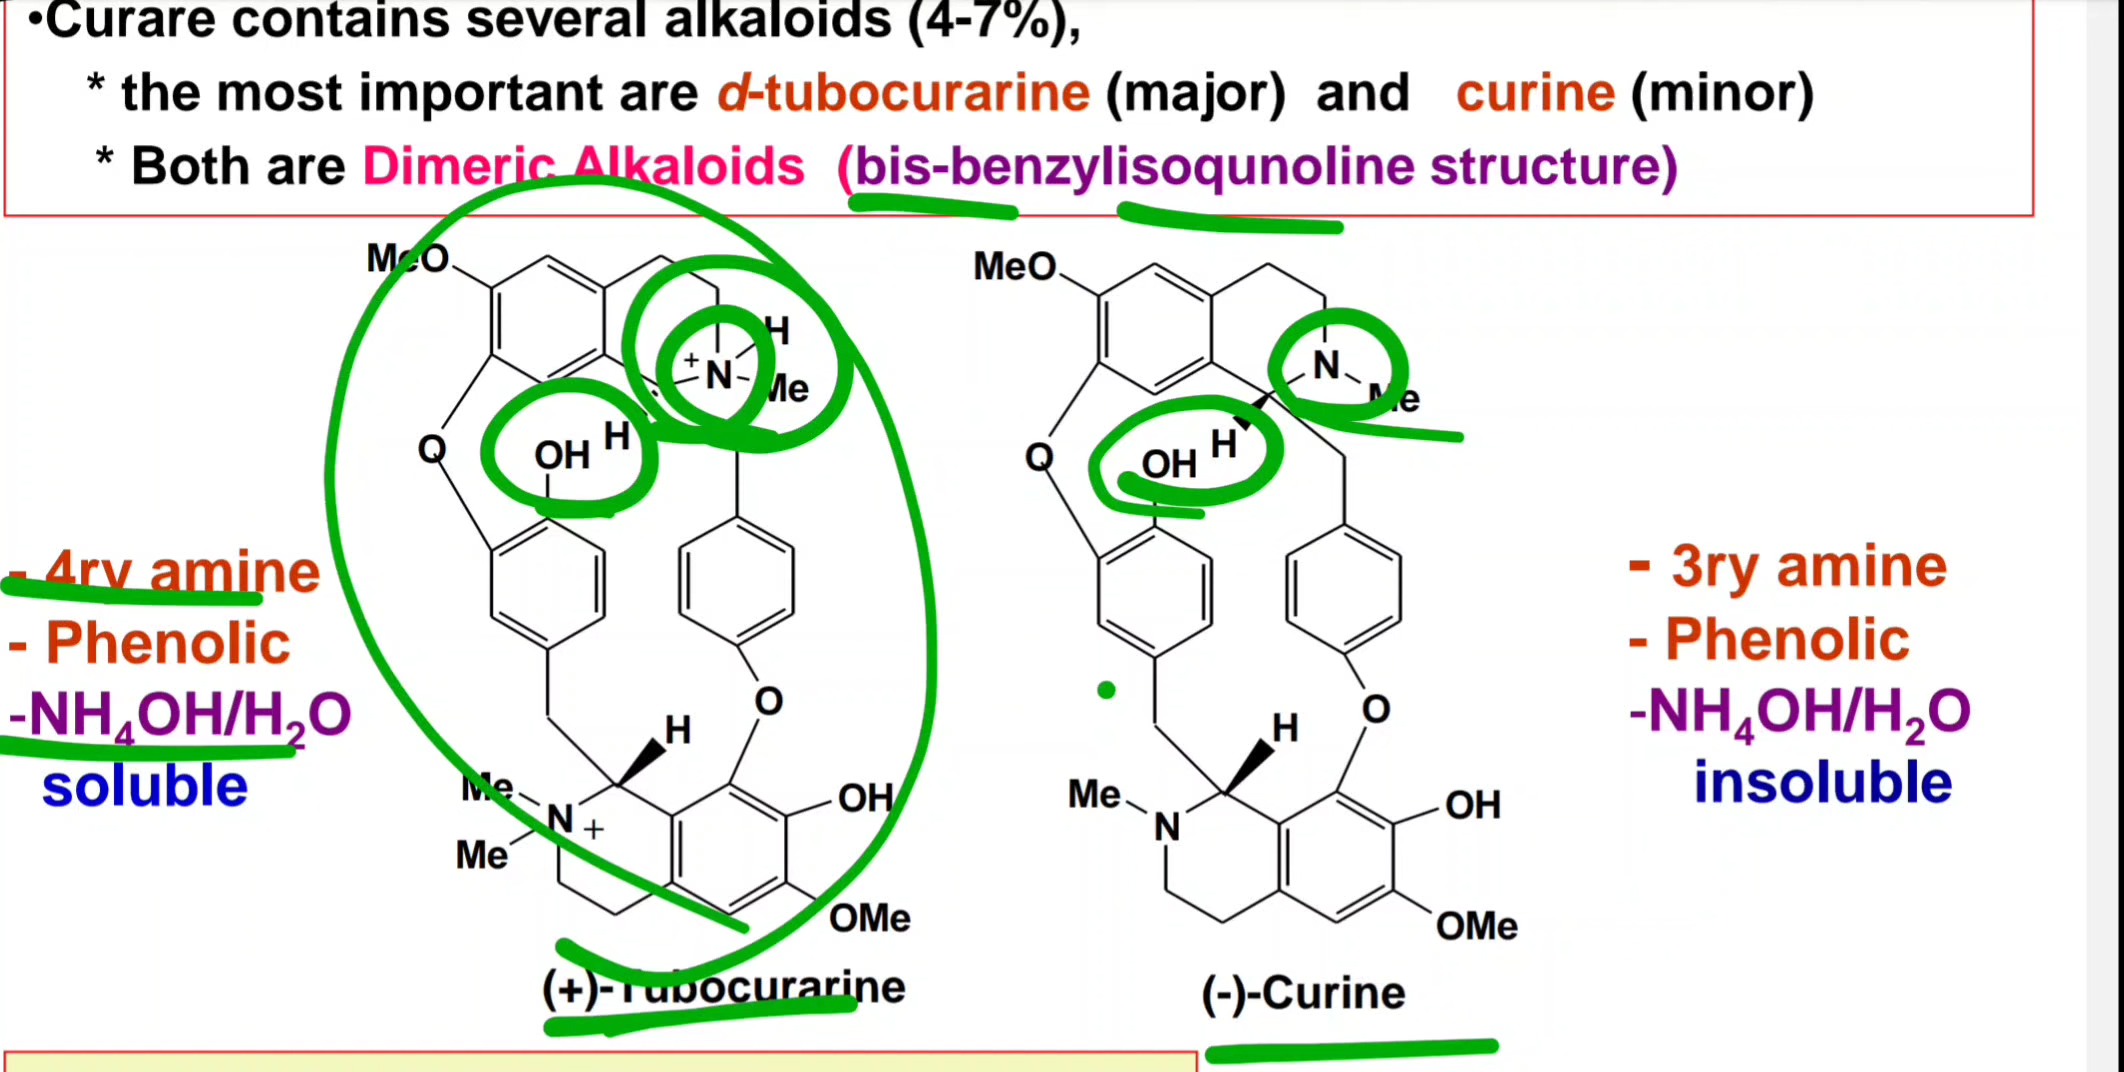 •Curare contains several alkaloids (4-7%),
* the most important are d-tubocurarine (major) and curine (minor)
* Both are Dimeric Alkaloids (bis-benzylisoqunoline structure)
MeO
H
+
N
Me
O
OH
H
O
H
Me
N
+
Me
OH
OMe
(+)-Tubocurarine
- 4ry amine
- Phenolic
-NH4OH/H2O
soluble
MeO
N
Me
O
OH
H
O
H
Me
N
OH
OMe
(-)-Curine
- 3ry amine
- Phenolic
-NH4OH/H2O
insoluble